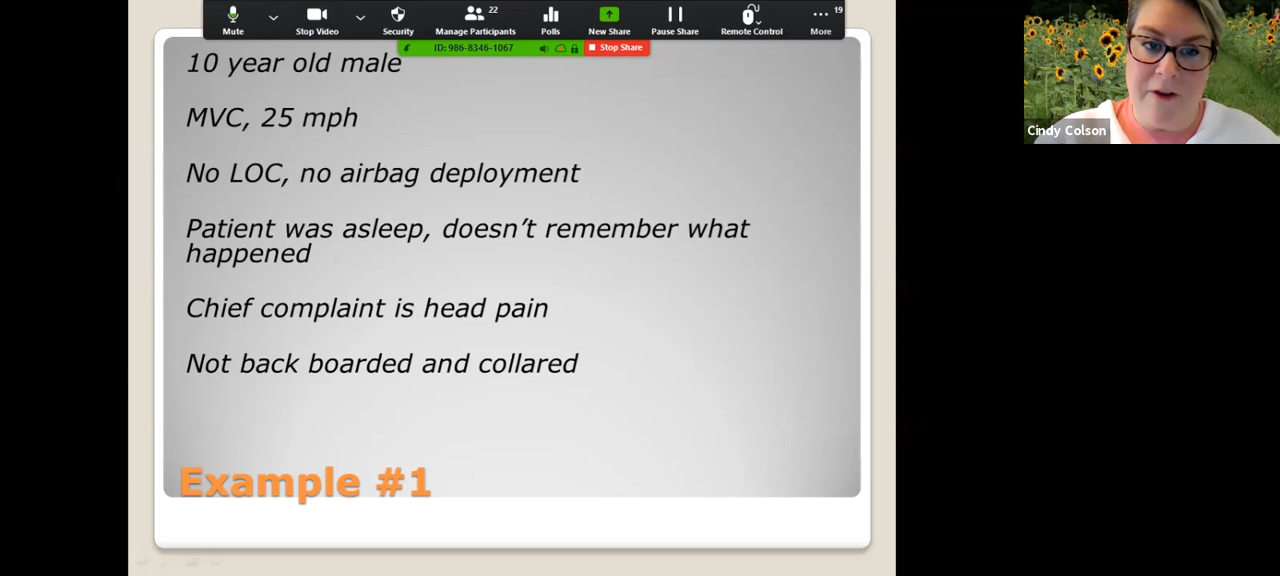 Mute
Stop Video
Security
22
Manage Participants
Polls
New Share
Pause Share
Remote Control
19
More
ID: 986-8346-1067
Stop Share
10 year old male
MVC, 25 mph
No LOC, no airbag deployment
Patient was asleep, doesn’t remember what
happened
Chief complaint is head pain
Not back boarded and collared
Example #1
Cindy Colson